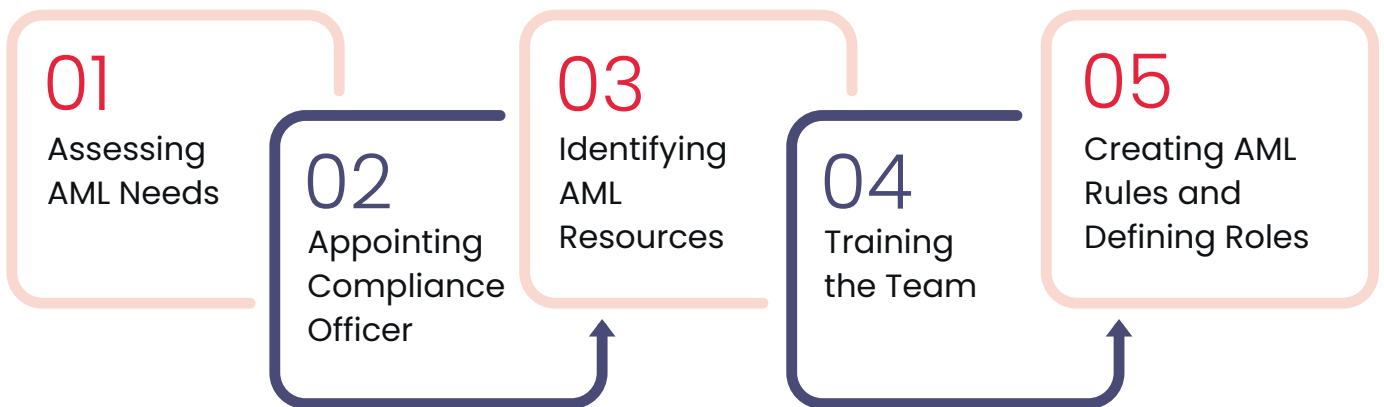 01
Assessing
AML Needs
02
Appointing
Compliance
Officer
03
Identifying
AML
Resources
04
Training
the Team
05
Creating AML
Rules and
Defining Roles